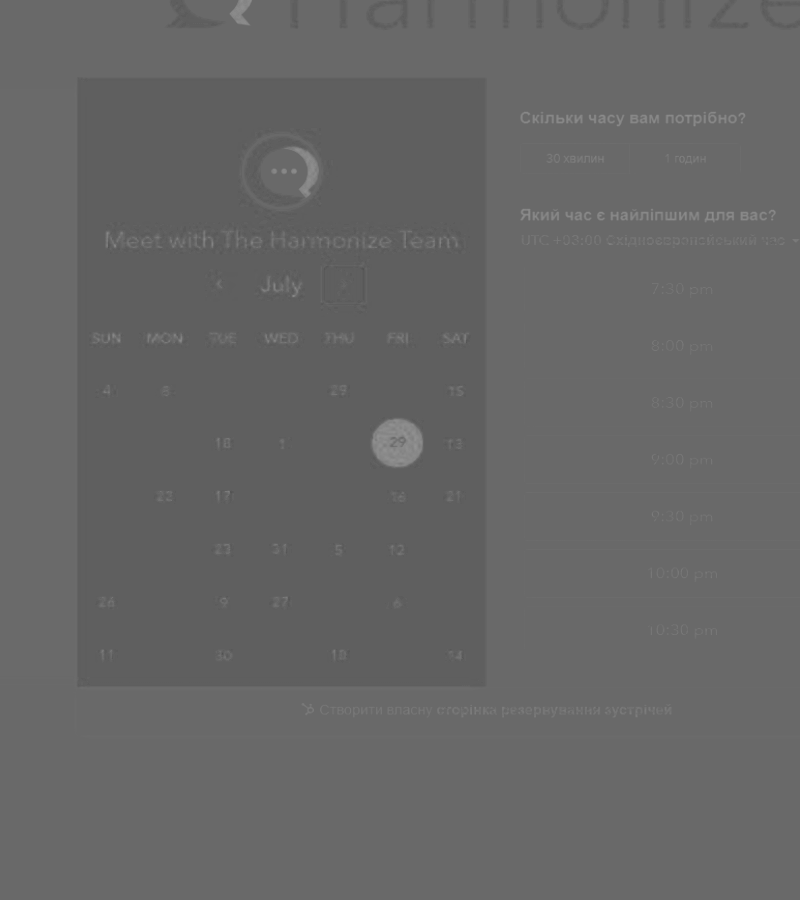 Harmonize
Meet with The Harmonize Team
July
SUN MON TUE WED THU FRI SAT
4 29 15
18 1 29 13
22 17 16 21
23 31 5 12
26 9 27 6
11 30 18 14
Скільки часу вам потрібно?
30 хвилин 1 годин
Який час є найліпшим для вас?
UTC +03:00 Східноєвропейський час
7:30 pm
8:00 pm
8:30 pm
9:00 pm
9:30 pm
10:00 pm
10:30 pm
Створити власну сторінка резервування зустрічей